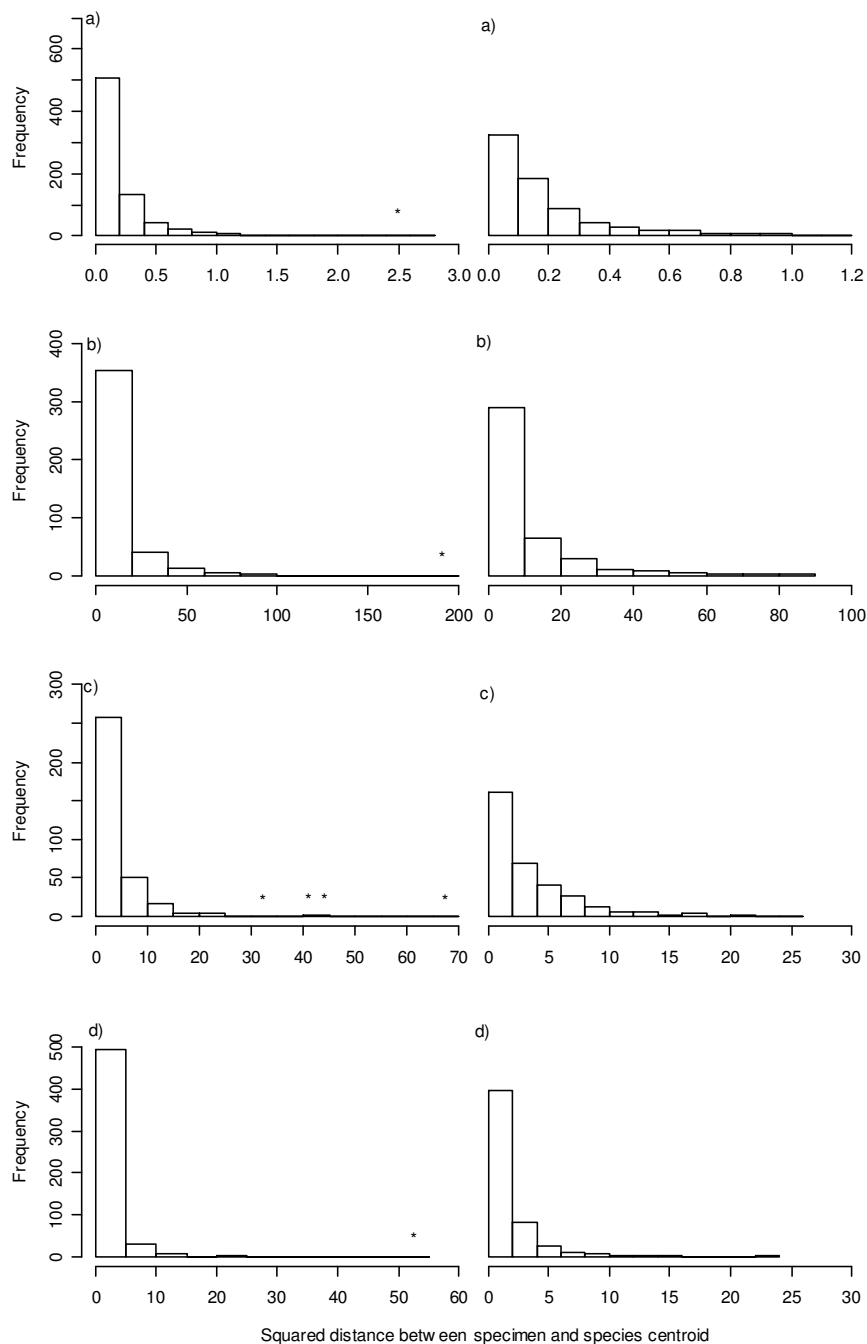 a)
a)
Frequency
0 200 400 600
*
0.0 0.5 1.0 1.5 2.0 2.5 3.0
0.0 0.2 0.4 0.6 0.8 1.0 1.2
b)
b)
Frequency
0 100 200 300 400
*
0 50 100 150 200
0 20 40 60 80 100
c)
c)
Frequency
0 50 100 200 300
* * * *
0 10 20 30 40 50 60 70
0 5 10 15 20 25 30
d)
d)
Frequency
0 100 200 300 400 500
*
0 10 20 30 40 50 60
0 5 10 15 20 25 30
Squared distance between specimen and species centroid